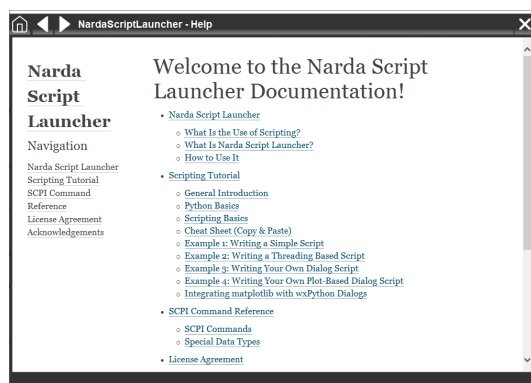 NardaScriptLauncher - Help
Narda
Script
Launcher
Navigation
Narda Script Launcher
Scripting Tutorial
SCPI Command
Reference
License Agreement
Acknowledgements
Welcome to the Narda Script
Launcher Documentation!
Narda Script Launcher
What Is the Use of Scripting?
What Is Narda Script Launcher?
How to Use It
Scripting Tutorial
General Introduction
Python Basics
Scripting Basics
Cheat Sheet (Copy & Paste)
Example 1: Writing a Simple Script
Example 2: Writing a Threading Based Script
Example 3: Writing Your Own Dialog Script
Example 4: Writing Your Own Plot-Based Dialog Script
Integrating matplotlib with wxPython Dialogs
SCPI Command Reference
SCPI Commands
Special Data Types
License Agreement